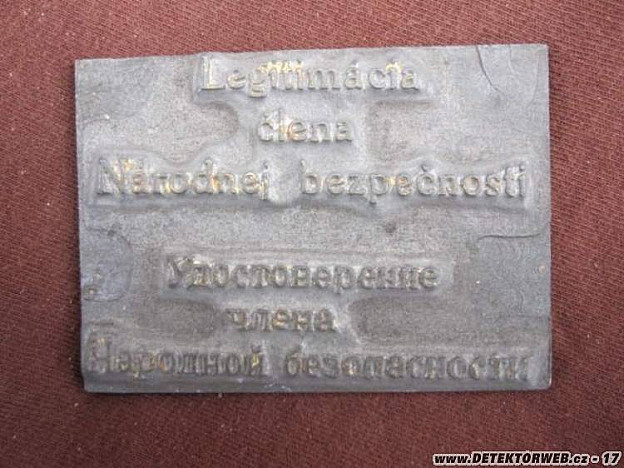 Legitimácia
člena
Národnej bezpečnosti
Удостоверение
члена
Народной безопасности
www.DETEKTORWEB.cz - 17